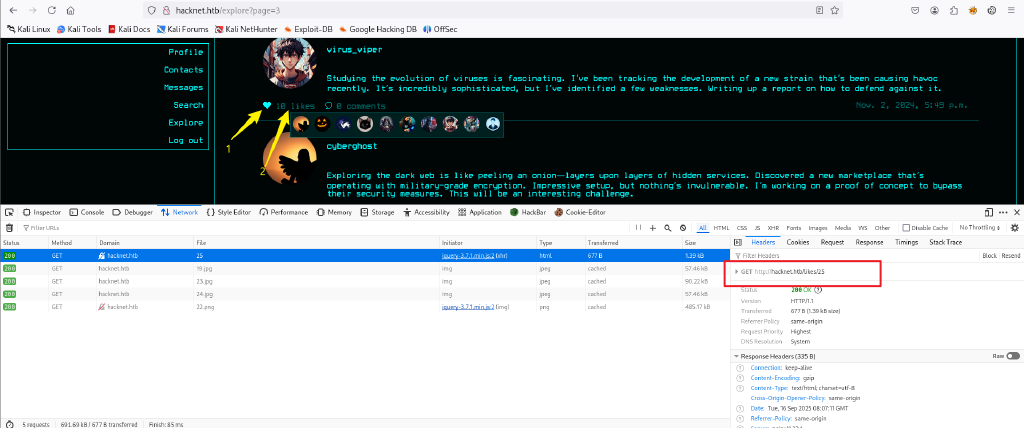 hacknet.htb/explore?page=3
Kali Linux Kali Tools Kali Docs Kali Forums Kali NetHunter Exploit-DB Google Hacking DB OffSec
Profile
Contacts
Messages
Search
Explore
Log out
virus_viper
Studying the evolution of viruses is fascinating. I've been tracking the development of a new strain that's been causing havoc
recently. It's incredibly sophisticated, but I've identified a few weaknesses. Writing up a report on how to defend against it.
10 likes 0 comments Nov. 2, 2024, 5:49 p.m.
1
2
cyberghost
Exploring the dark web is like peeling an onion—layers upon layers of hidden services. Discovered a new marketplace that's
operating with military-grade encryption. Impressive setup, but nothing's invulnerable. I'm working on a proof of concept to bypass
their security measures. This will be an interesting challenge.
Inspector Console Debugger Network Style Editor Performance Memory Storage Accessibility Application HackBar Cookie-Editor
Filter URLs All HTML CSS JS XHR Fonts Images Media WS Other Disable Cache No Throttling
Status Method Domain File Initiator Type Transferred Size
200 GET hacknet.htb 25 jquery-3.7.1.min.js:2 (xhr) html 677 B 1.39 kB
200 GET hacknet.htb 19.jpg img jpeg cached 57.46 kB
200 GET hacknet.htb 23.jpg img jpeg cached 90.22 kB
200 GET hacknet.htb 24.jpg img jpeg cached 57.46 kB
200 GET hacknet.htb 22.png jquery-3.7.1.min.js:2 (img) png cached 485.17 kB
5 requests 691.69 kB / 677 B transferred Finish: 85 ms
Headers Cookies Request Response Timings Stack Trace
Filter Headers Block Resend
GET http://hacknet.htb/likes/25
Status 200 OK
Version HTTP/1.1
Transferred 677 B (1.39 kB size)
Referrer Policy same-origin
Request Priority Highest
DNS Resolution System
Response Headers (335 B) Raw
Connection: keep-alive
Content-Encoding: gzip
Content-Type: text/html; charset=utf-8
Cross-Origin-Opener-Policy: same-origin
Date: Tue, 16 Sep 2025 08:07:11 GMT
Referrer-Policy: same-origin